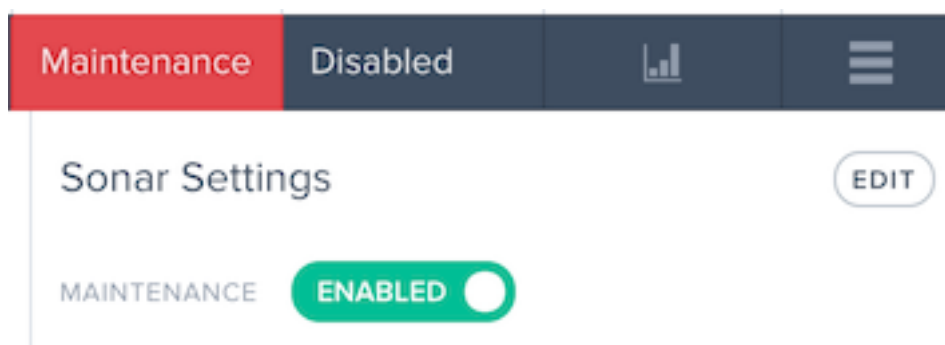 Maintenance Disabled
Sonar Settings EDIT
MAINTENANCE ENABLED